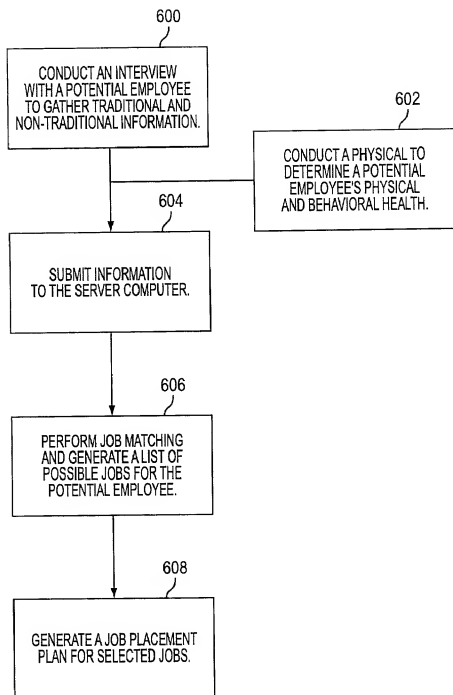 600
CONDUCT AN INTERVIEW
WITH A POTENTIAL EMPLOYEE
TO GATHER TRADITIONAL AND
NON-TRADITIONAL INFORMATION.
602
CONDUCT A PHYSICAL TO
DETERMINE A POTENTIAL
EMPLOYEE'S PHYSICAL
AND BEHAVIORAL HEALTH.
604
SUBMIT INFORMATION
TO THE SERVER COMPUTER.
606
PERFORM JOB MATCHING
AND GENERATE A LIST OF
POSSIBLE JOBS FOR THE
POTENTIAL EMPLOYEE.
608
GENERATE A JOB PLACEMENT
PLAN FOR SELECTED JOBS.